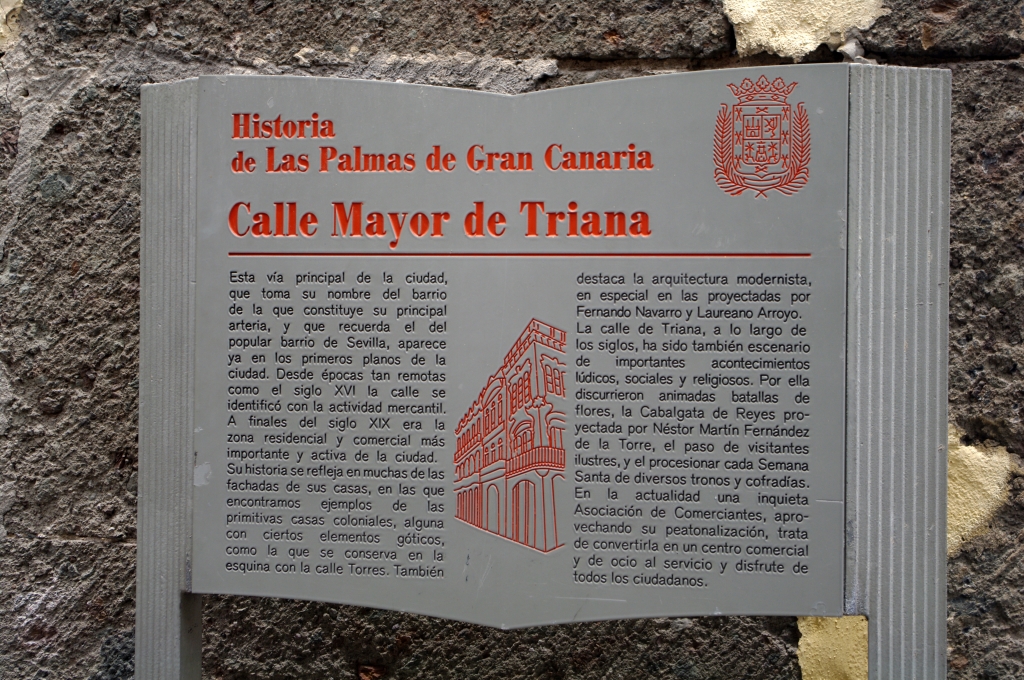 Historia
de Las Palmas de Gran Canaria
Calle Mayor de Triana
Esta vía principal de la ciudad,
que toma su nombre del barrio
de la que constituye su principal
arteria, y que recuerda el del
popular barrio de Sevilla, aparece
ya en los primeros planos de la
ciudad. Desde épocas tan remotas
como el siglo XVI la calle se
identificó con la actividad mercantil.
A finales del siglo XIX era la
zona residencial y comercial más
importante y activa de la ciudad.
Su historia se refleja en muchas de las
fachadas de sus casas, en las que
encontramos ejemplos de las
primitivas casas coloniales, alguna
con ciertos elementos góticos,
como la que se conserva en la
esquina con la calle Torres. También
destaca la arquitectura modernista,
en especial en las proyectadas por
Fernando Navarro y Laureano Arroyo.
La calle de Triana, a lo largo de
los siglos, ha sido también escenario
de importantes acontecimientos
lúdicos, sociales y religiosos. Por ella
discurrieron animadas batallas de
flores, la Cabalgata de Reyes pro-
yectada por Néstor Martín Fernández
de la Torre, el paso de visitantes
ilustres, y el procesionar cada Semana
Santa de diversos tronos y cofradías.
En la actualidad una inquieta
Asociación de Comerciantes, apro-
vechando su peatonalización, trata
de convertirla en un centro comercial
y de ocio al servicio y disfrute de
todos los ciudadanos.